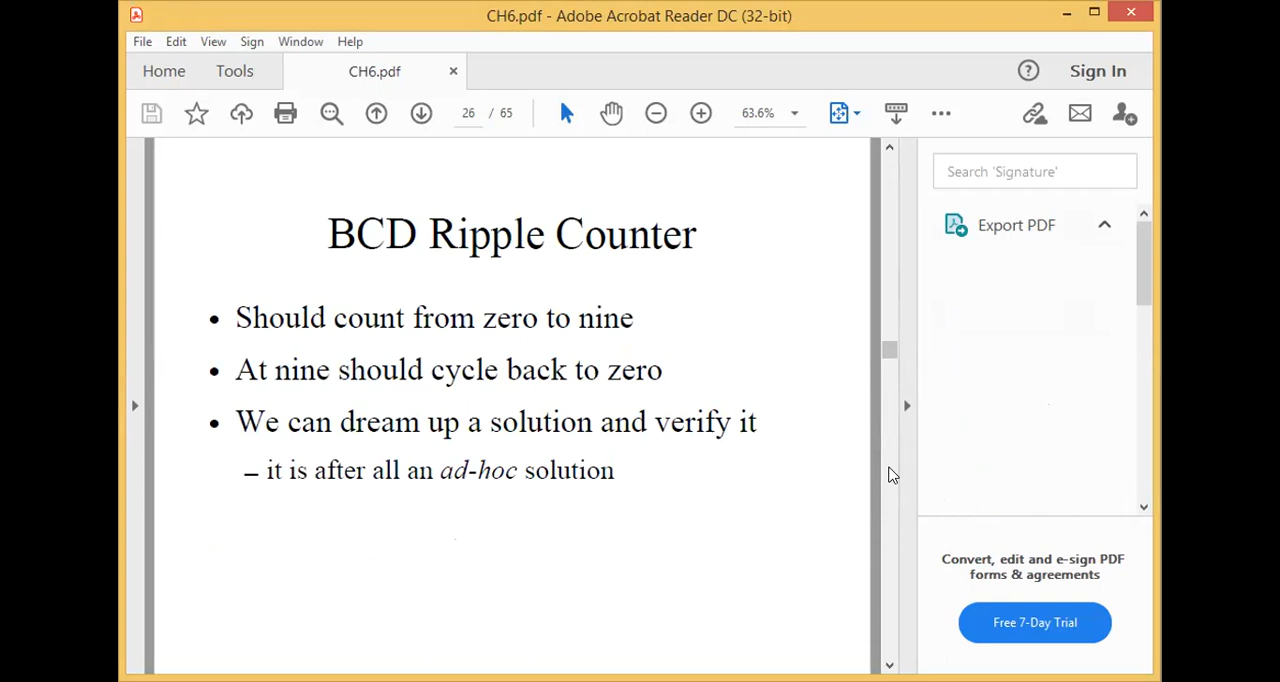 CH6.pdf - Adobe Acrobat Reader DC (32-bit)
File Edit View Sign Window Help
Home Tools CH6.pdf Sign In
26 / 65 63.6%
BCD Ripple Counter
• Should count from zero to nine
• At nine should cycle back to zero
• We can dream up a solution and verify it
– it is after all an ad-hoc solution
Search 'Signature'
Export PDF
Convert, edit and e-sign PDF
forms & agreements
Free 7-Day Trial